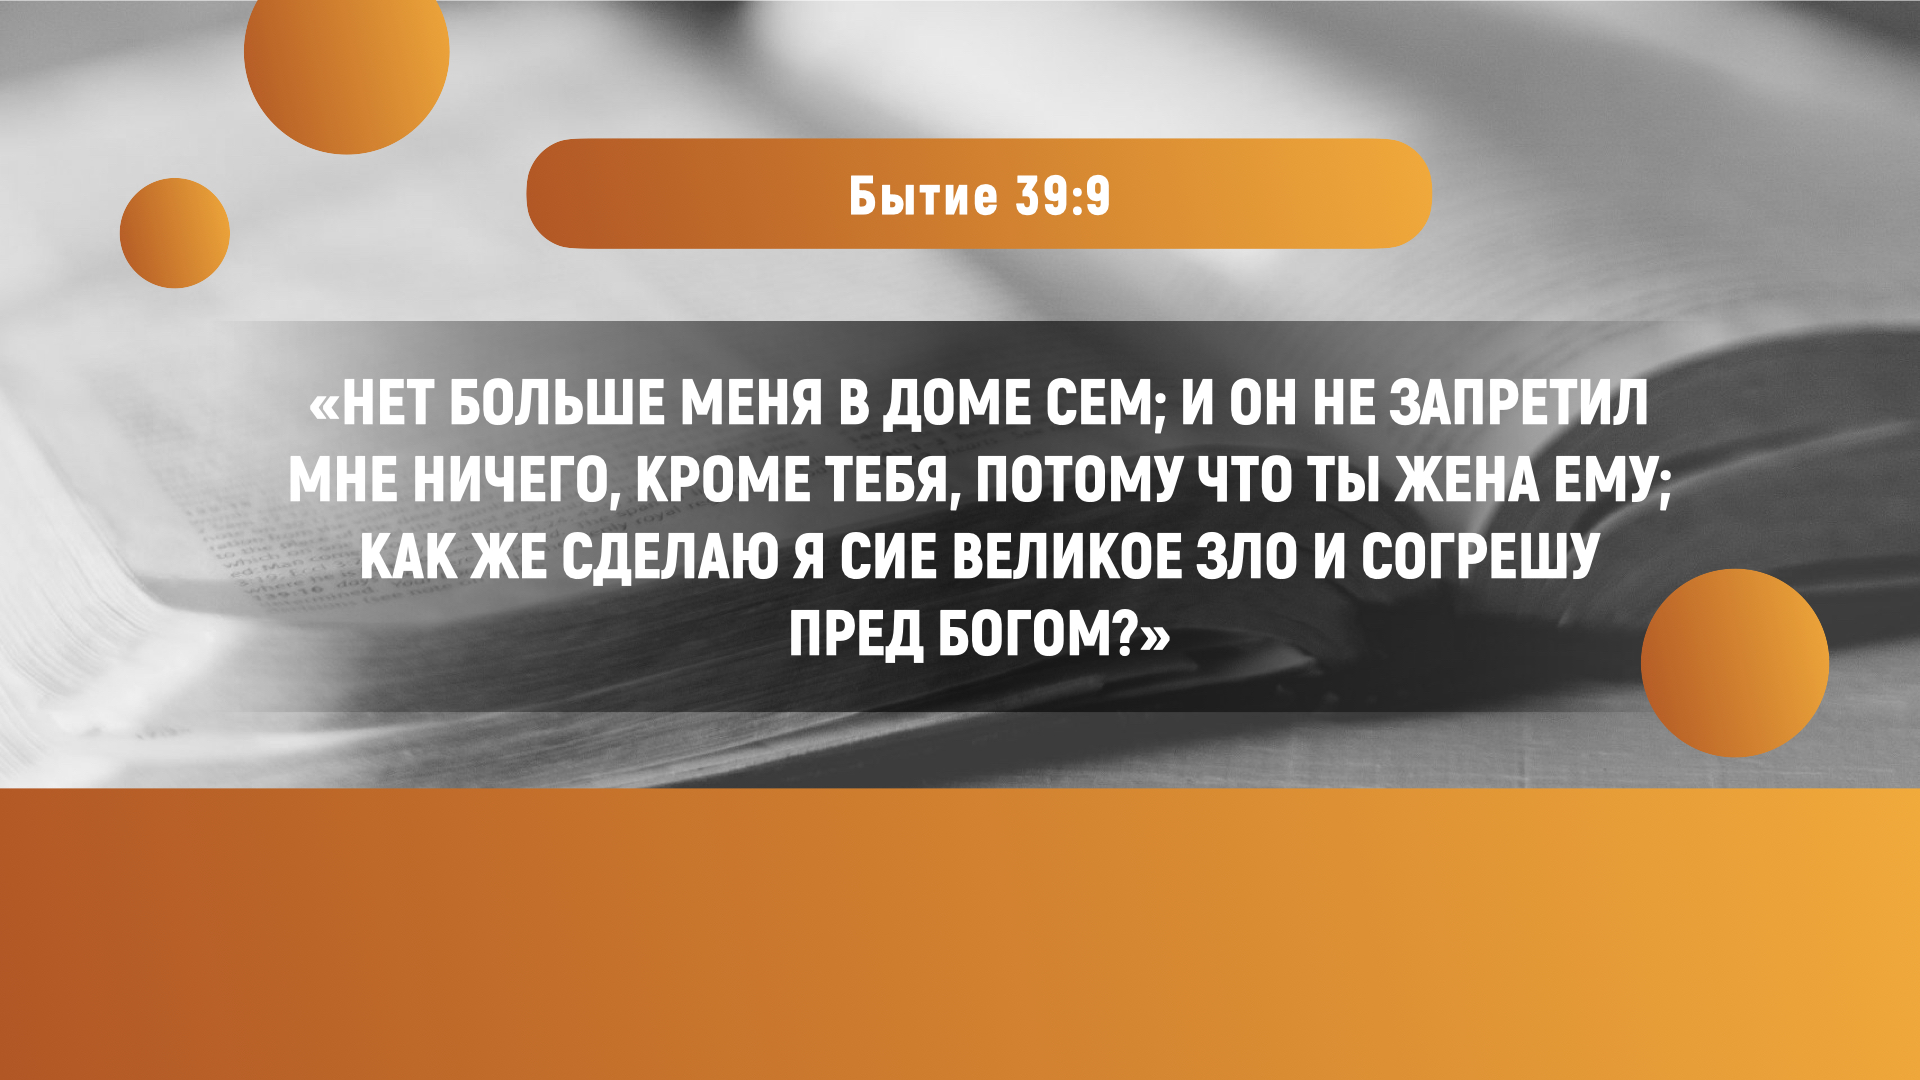 Бытие 39:9
«НЕТ БОЛЬШЕ МЕНЯ В ДОМЕ СЕМ; И ОН НЕ ЗАПРЕТИЛ
МНЕ НИЧЕГО, КРОМЕ ТЕБЯ, ПОТОМУ ЧТО ТЫ ЖЕНА ЕМУ;
КАК ЖЕ СДЕЛАЮ Я СИЕ ВЕЛИКОЕ ЗЛО И СОГРЕШУ
ПРЕД БОГОМ?»